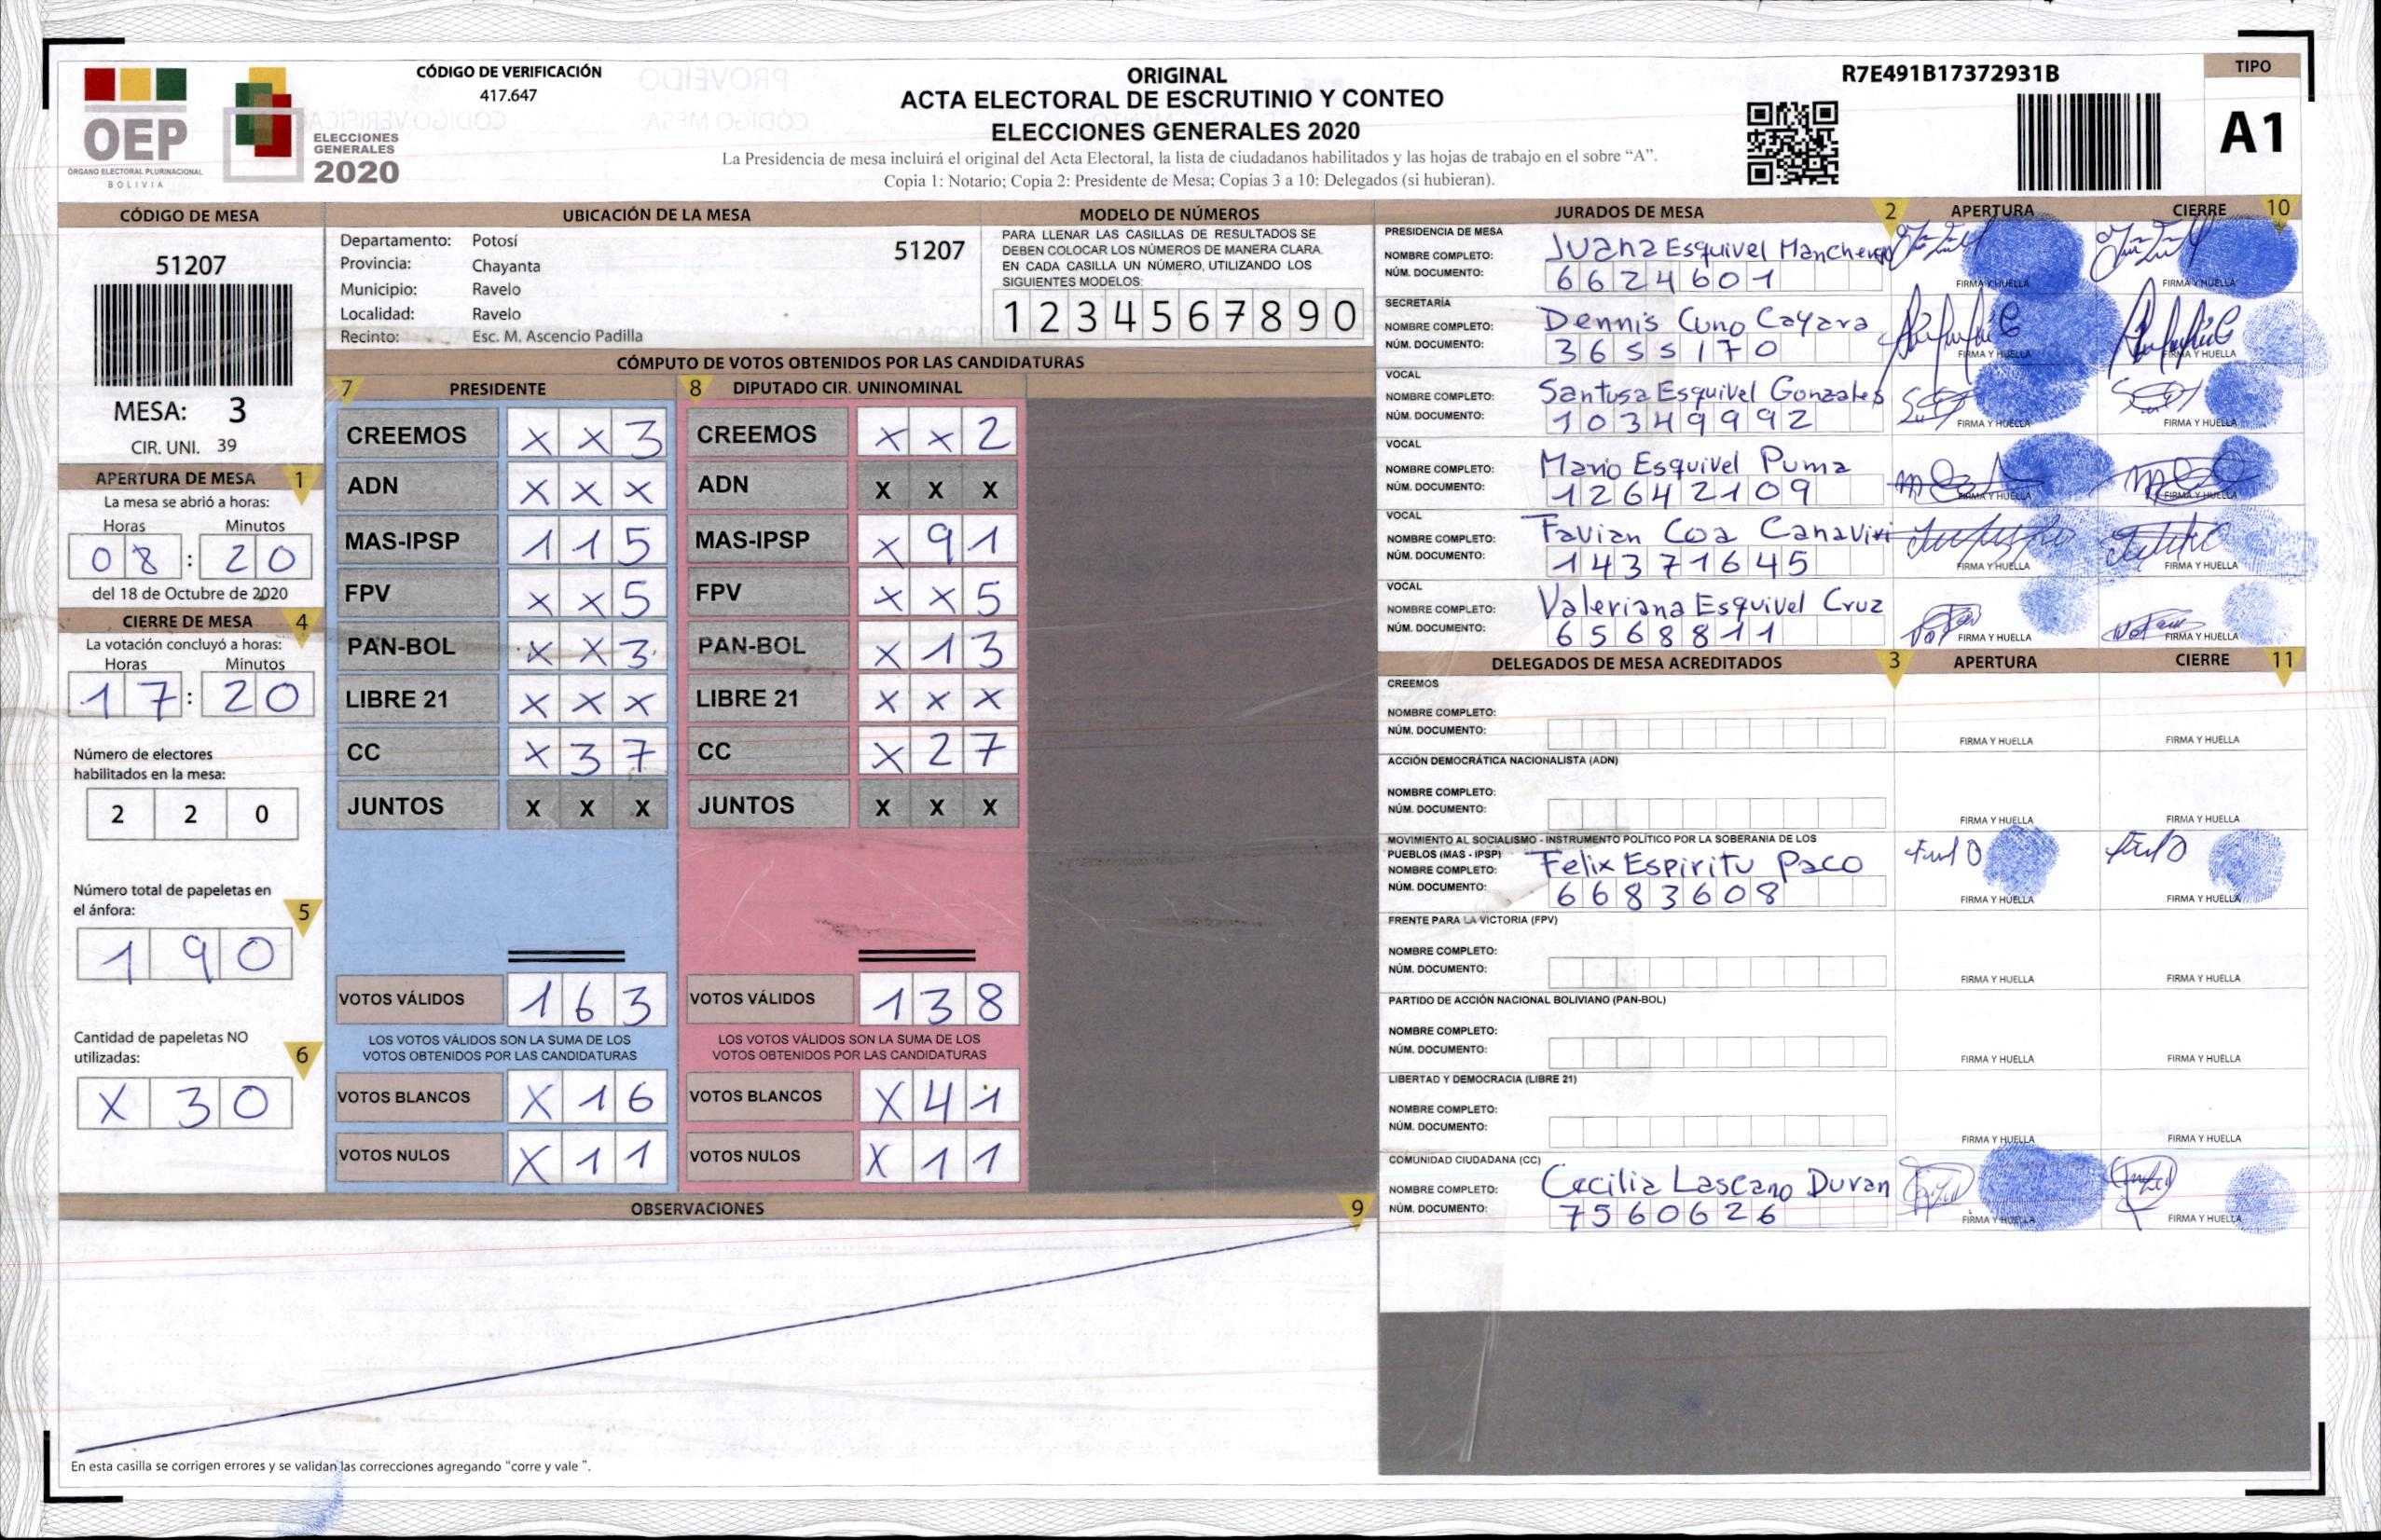 OEP
ÓRGANO ELECTORAL PLURINACIONAL
BOLIVIA
ELECCIONES
GENERALES
2020
CÓDIGO DE VERIFICACIÓN
417.647
ORIGINAL
ACTA ELECTORAL DE ESCRUTINIO Y CONTEO
ELECCIONES GENERALES 2020
La Presidencia de mesa incluirá el original del Acta Electoral, la lista de ciudadanos habilitados y las hojas de trabajo en el sobre “A”.
Copia 1: Notario; Copia 2: Presidente de Mesa; Copias 3 a 10: Delegados (si hubieran).
R7E491B17372931B
TIPO
A1
CÓDIGO DE MESA
51207
MESA: 3
CIR. UNI. 39
APERTURA DE MESA 1
La mesa se abrió a horas:
Horas Minutos
08 : 20
del 18 de Octubre de 2020
CIERRE DE MESA 4
La votación concluyó a horas:
Horas Minutos
17 : 20
Número de electores
habilitados en la mesa:
2 2 0
Número total de papeletas en
el ánfora: 5
1 9 0
Cantidad de papeletas NO
utilizadas: 6
X 3 0
UBICACIÓN DE LA MESA
Departamento: Potosí 51207
Provincia: Chayanta
Municipio: Ravelo
Localidad: Ravelo
Recinto: Esc. M. Ascencio Padilla
MODELO DE NÚMEROS
PARA LLENAR LAS CASILLAS DE RESULTADOS SE
DEBEN COLOCAR LOS NÚMEROS DE MANERA CLARA.
EN CADA CASILLA UN NÚMERO, UTILIZANDO LOS
SIGUIENTES MODELOS:
1 2 3 4 5 6 7 8 9 0
CÓMPUTO DE VOTOS OBTENIDOS POR LAS CANDIDATURAS
7 PRESIDENTE
CREEMOS X X 3
ADN X X X
MAS-IPSP 1 1 5
FPV X X 5
PAN-BOL X X 3
LIBRE 21 X X X
CC X 3 7
JUNTOS X X X
VOTOS VÁLIDOS 1 6 3
LOS VOTOS VÁLIDOS SON LA SUMA DE LOS
VOTOS OBTENIDOS POR LAS CANDIDATURAS
VOTOS BLANCOS X 1 6
VOTOS NULOS X 1 1
8 DIPUTADO CIR. UNINOMINAL
CREEMOS X X 2
ADN X X X
MAS-IPSP X 9 1
FPV X X 5
PAN-BOL X 1 3
LIBRE 21 X X X
CC X 2 7
JUNTOS X X X
VOTOS VÁLIDOS 1 3 8
LOS VOTOS VÁLIDOS SON LA SUMA DE LOS
VOTOS OBTENIDOS POR LAS CANDIDATURAS
VOTOS BLANCOS X 4 1
VOTOS NULOS X 1 1
OBSERVACIONES 9
En esta casilla se corrigen errores y se validan las correcciones agregando "corre y vale ".
JURADOS DE MESA 2 APERTURA CIERRE 10
PRESIDENCIA DE MESA
NOMBRE COMPLETO: Juana Esquivel
NÚM. DOCUMENTO: 6624601 FIRMA Y HUELLA FIRMA Y HUELLA
SECRETARÍA
NOMBRE COMPLETO: Dennis Cuno Cayara
NÚM. DOCUMENTO: 3655170 FIRMA Y HUELLA FIRMA Y HUELLA
VOCAL
NOMBRE COMPLETO: Santusa Esquivel Gonzales
NÚM. DOCUMENTO: 10349992 FIRMA Y HUELLA FIRMA Y HUELLA
VOCAL
NOMBRE COMPLETO: Mario Esquivel Puma
NÚM. DOCUMENTO: 12642109 FIRMA Y HUELLA FIRMA Y HUELLA
VOCAL
NOMBRE COMPLETO: Favian Coa Canaviri
NÚM. DOCUMENTO: 14371645 FIRMA Y HUELLA FIRMA Y HUELLA
VOCAL
NOMBRE COMPLETO: Valeriana Esquivel Cruz
NÚM. DOCUMENTO: 6568811 FIRMA Y HUELLA FIRMA Y HUELLA
DELEGADOS DE MESA ACREDITADOS 3 APERTURA CIERRE 11
CREEMOS
NOMBRE COMPLETO:
NÚM. DOCUMENTO: FIRMA Y HUELLA FIRMA Y HUELLA
ACCIÓN DEMOCRÁTICA NACIONALISTA (ADN)
NOMBRE COMPLETO:
NÚM. DOCUMENTO: FIRMA Y HUELLA FIRMA Y HUELLA
MOVIMIENTO AL SOCIALISMO - INSTRUMENTO POLÍTICO POR LA SOBERANIA DE LOS
PUEBLOS (MAS - IPSP)
NOMBRE COMPLETO: Felix Espiritu Paco
NÚM. DOCUMENTO: 6683608 FIRMA Y HUELLA FIRMA Y HUELLA
FRENTE PARA LA VICTORIA (FPV)
NOMBRE COMPLETO:
NÚM. DOCUMENTO: FIRMA Y HUELLA FIRMA Y HUELLA
PARTIDO DE ACCIÓN NACIONAL BOLIVIANO (PAN-BOL)
NOMBRE COMPLETO:
NÚM. DOCUMENTO: FIRMA Y HUELLA FIRMA Y HUELLA
LIBERTAD Y DEMOCRACIA (LIBRE 21)
NOMBRE COMPLETO:
NÚM. DOCUMENTO: FIRMA Y HUELLA FIRMA Y HUELLA
COMUNIDAD CIUDADANA (CC)
NOMBRE COMPLETO: Cecilia Lascano Duran
NÚM. DOCUMENTO: 7560626 FIRMA Y HUELLA FIRMA Y HUELLA